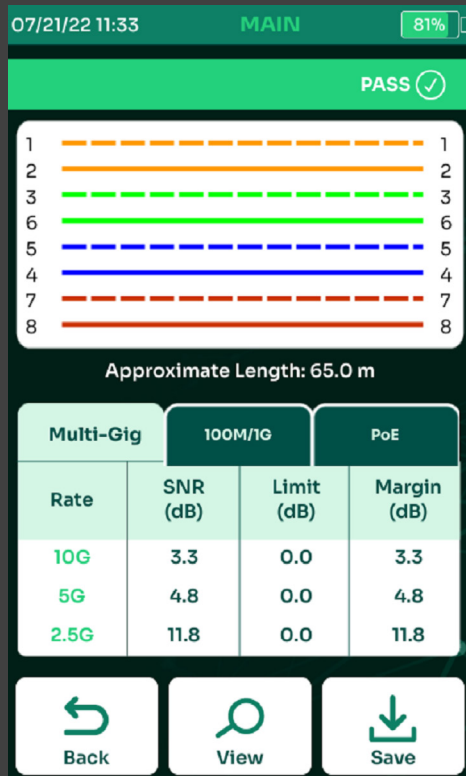 07/21/22 11:33 MAIN 81%
PASS
1 1
2 2
3 3
6 6
5 5
4 4
7 7
8 8
Approximate Length: 65.0 m
Multi-Gig 100M/1G PoE
Rate SNR (dB) Limit (dB) Margin (dB)
10G 3.3 0.0 3.3
5G 4.8 0.0 4.8
2.5G 11.8 0.0 11.8
Back View Save